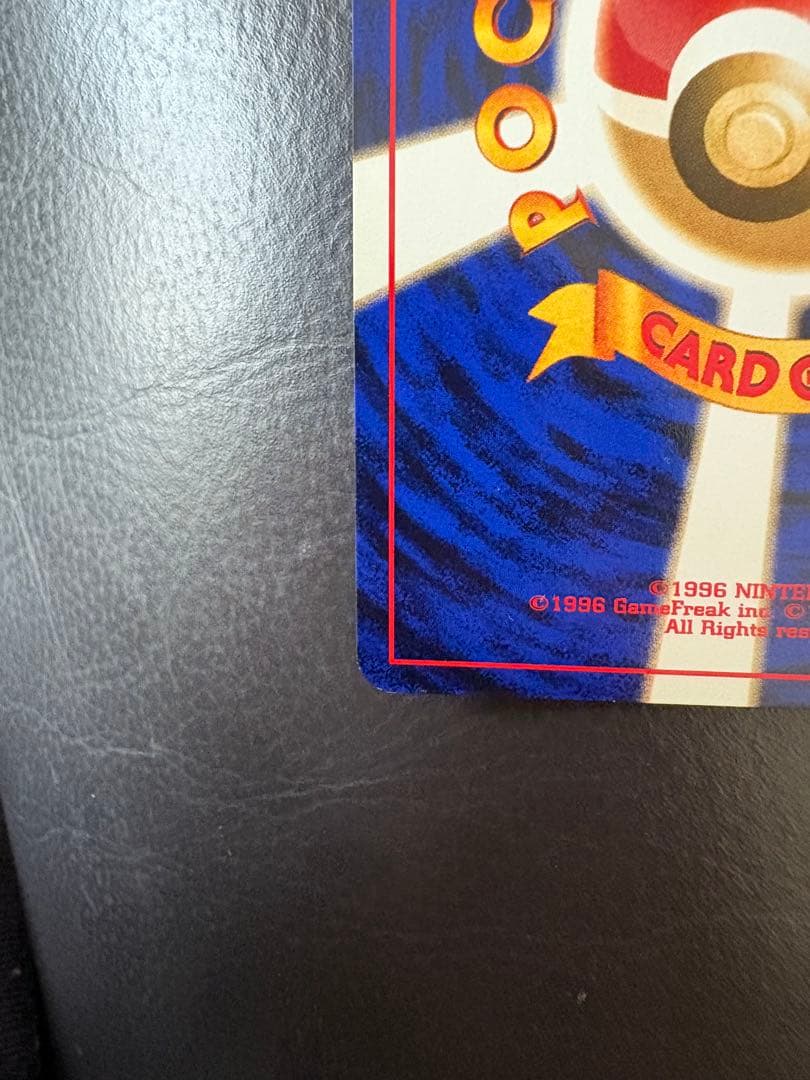 POC
CARD G
©1996 NINTE
©1996 GameFreak inc. ©
All Rights res